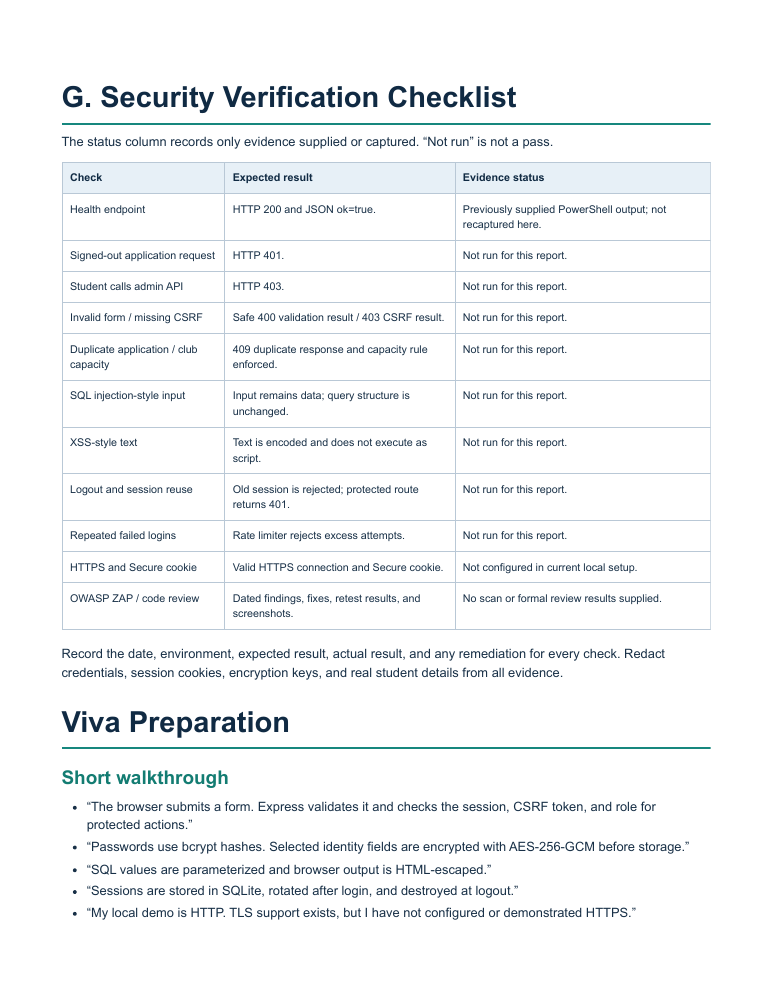 G. Security Verification Checklist
The status column records only evidence supplied or captured. “Not run” is not a pass.
Check Expected result Evidence status
Health endpoint HTTP 200 and JSON ok=true. Previously supplied PowerShell output; not
recaptured here.
Signed-out application request HTTP 401. Not run for this report.
Student calls admin API HTTP 403. Not run for this report.
Invalid form / missing CSRF Safe 400 validation result / 403 CSRF result. Not run for this report.
Duplicate application / club 409 duplicate response and capacity rule Not run for this report.
capacity enforced.
SQL injection-style input Input remains data; query structure is Not run for this report.
unchanged.
XSS-style text Text is encoded and does not execute as Not run for this report.
script.
Logout and session reuse Old session is rejected; protected route Not run for this report.
returns 401.
Repeated failed logins Rate limiter rejects excess attempts. Not run for this report.
HTTPS and Secure cookie Valid HTTPS connection and Secure cookie. Not configured in current local setup.
OWASP ZAP / code review Dated findings, fixes, retest results, and No scan or formal review results supplied.
screenshots.
Record the date, environment, expected result, actual result, and any remediation for every check. Redact
credentials, session cookies, encryption keys, and real student details from all evidence.
Viva Preparation
Short walkthrough
• “The browser submits a form. Express validates it and checks the session, CSRF token, and role for
protected actions.”
• “Passwords use bcrypt hashes. Selected identity fields are encrypted with AES-256-GCM before storage.”
• “SQL values are parameterized and browser output is HTML-escaped.”
• “Sessions are stored in SQLite, rotated after login, and destroyed at logout.”
• “My local demo is HTTP. TLS support exists, but I have not configured or demonstrated HTTPS.”